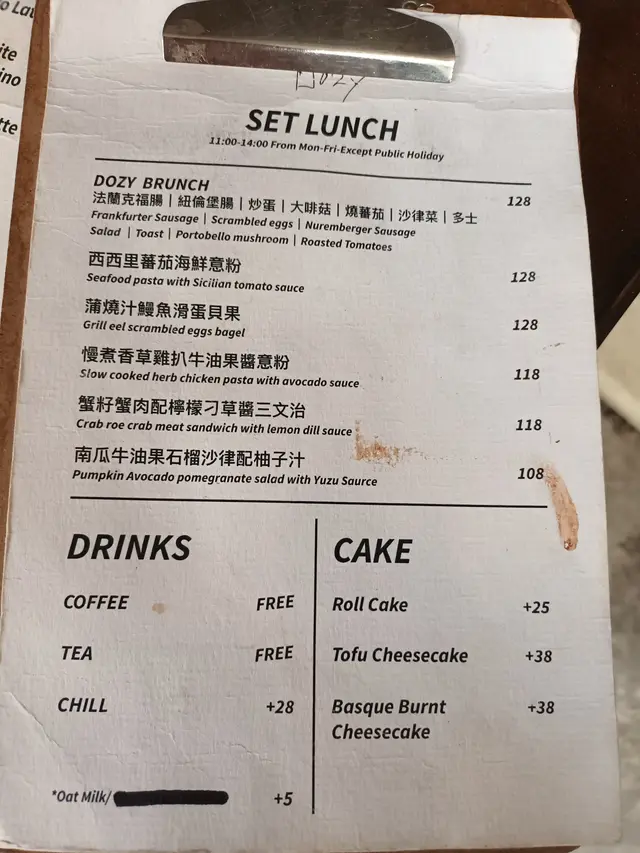 ite
ino
tte
Dozy
SET LUNCH
11:00-14:00 From Mon-Fri-Except Public Holiday
DOZY BRUNCH 128
法蘭克福腸 | 紐倫堡腸 | 炒蛋 | 大啡菇 | 燒蕃茄 | 沙律菜 | 多士
Frankfurter Sausage | Scrambled eggs | Nuremberger Sausage
Salad | Toast | Portobello mushroom | Roasted Tomatoes
西西里蕃茄海鮮意粉
Seafood pasta with Sicilian tomato sauce 128
蒲燒汁鰻魚滑蛋貝果
Grill eel scrambled eggs bagel 128
慢煮香草雞扒牛油果醬意粉
Slow cooked herb chicken pasta with avocado sauce 118
蟹籽蟹肉配檸檬刁草醬三文治
Crab roe crab meat sandwich with lemon dill sauce 118
南瓜牛油果石榴沙律配柚子汁
Pumpkin Avocado pomegranate salad with Yuzu Saurce 108
DRINKS
COFFEE FREE
TEA FREE
CHILL +28
*Oat Milk/ +5
CAKE
Roll Cake +25
Tofu Cheesecake +38
Basque Burnt +38
Cheesecake